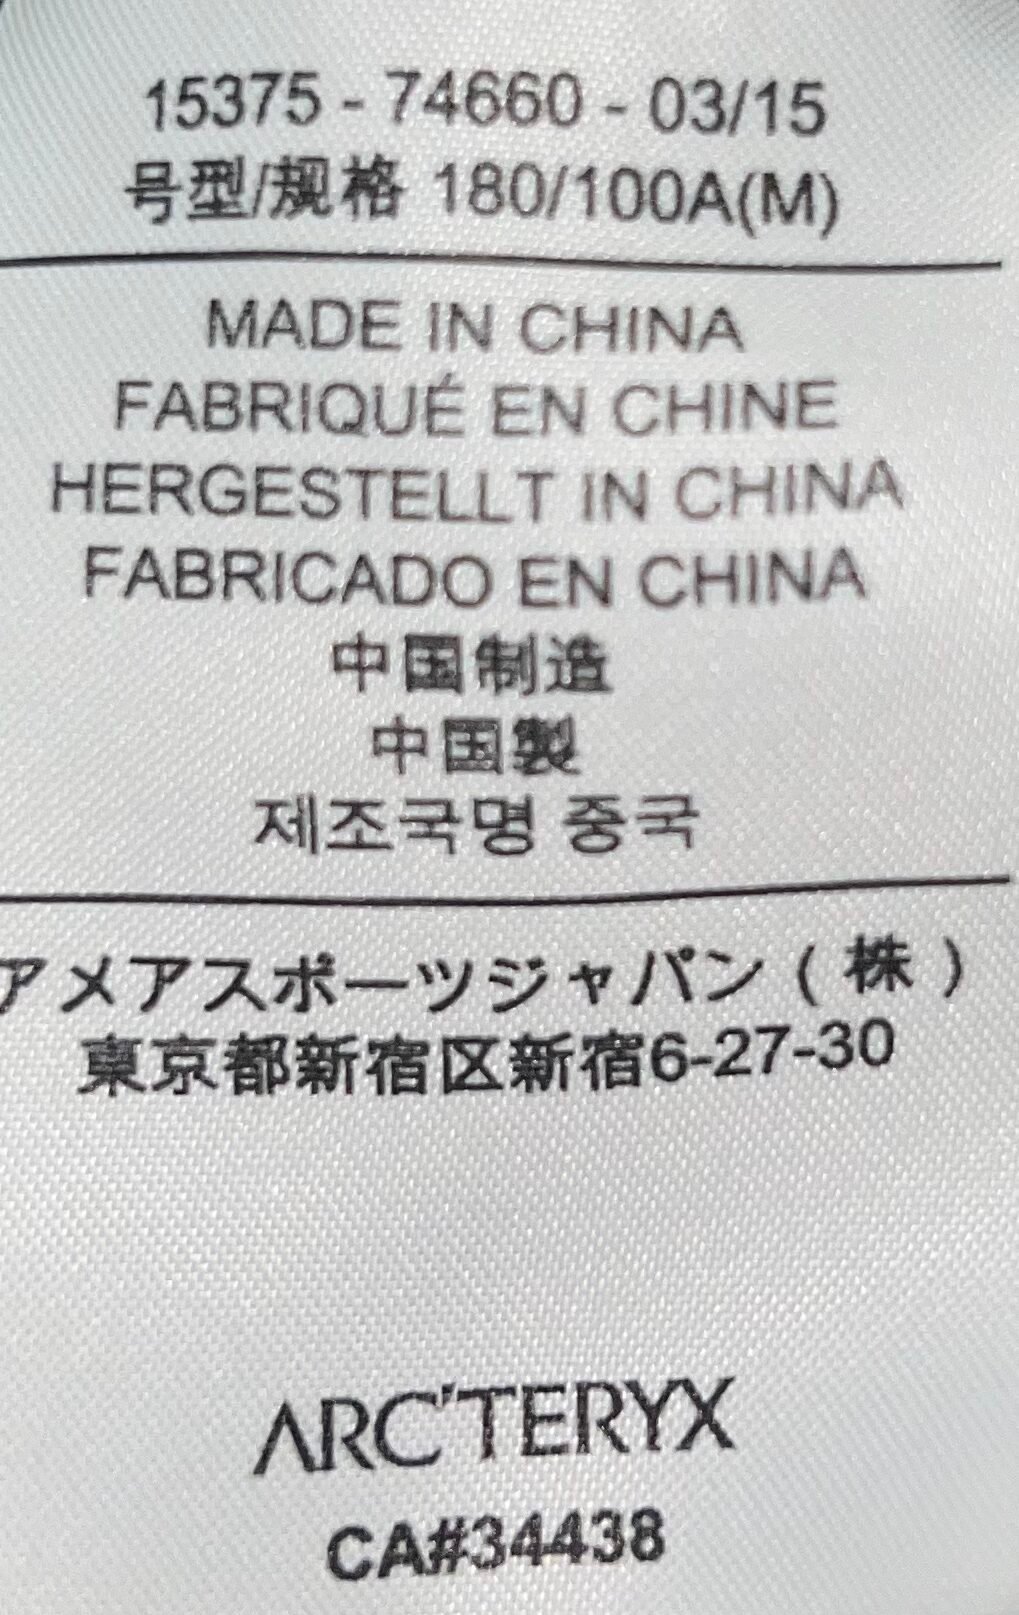 15375 - 74660 - 03/15
号型/规格 180/100A(M)
MADE IN CHINA
FABRIQUÉ EN CHINE
HERGESTELLT IN CHINA
FABRICADO EN CHINA
中国制造
中国製
제조국명 중국
アメアスポーツジャパン ( 株 )
東京都新宿区新宿6-27-30
ARC'TERYX
CA#34438